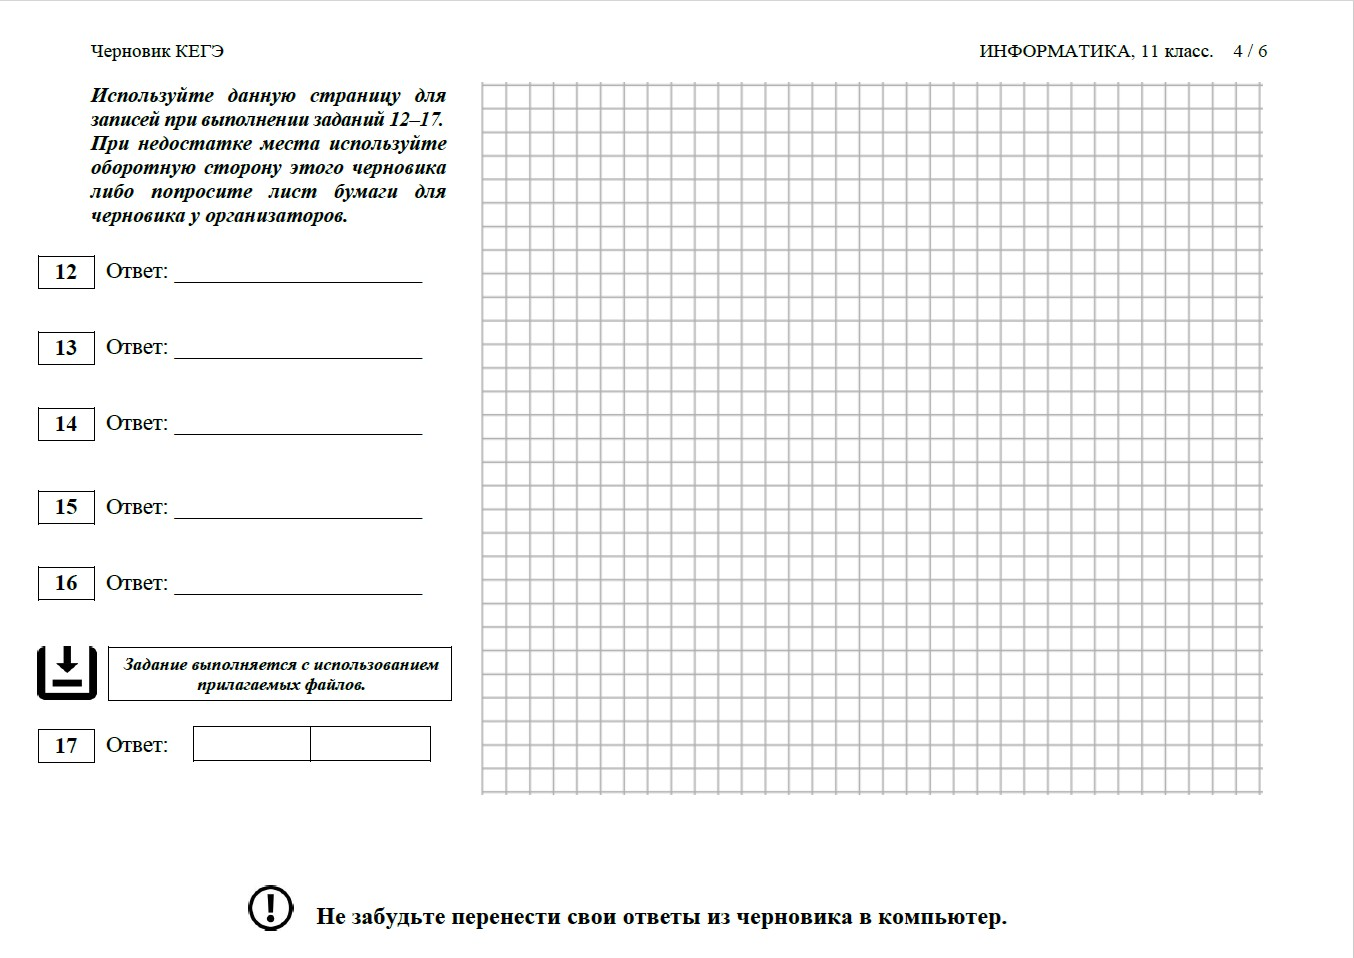 Черновик КЕГЭ
ИНФОРМАТИКА, 11 класс. 4 / 6
Используйте данную страницу для
записей при выполнении заданий 12–17.
При недостатке места используйте
оборотную сторону этого черновика
либо попросите лист бумаги для
черновика у организаторов.
12 Ответ:
13 Ответ:
14 Ответ:
15 Ответ:
16 Ответ:
Задание выполняется с использованием
прилагаемых файлов.
17 Ответ:
Не забудьте перенести свои ответы из черновика в компьютер.